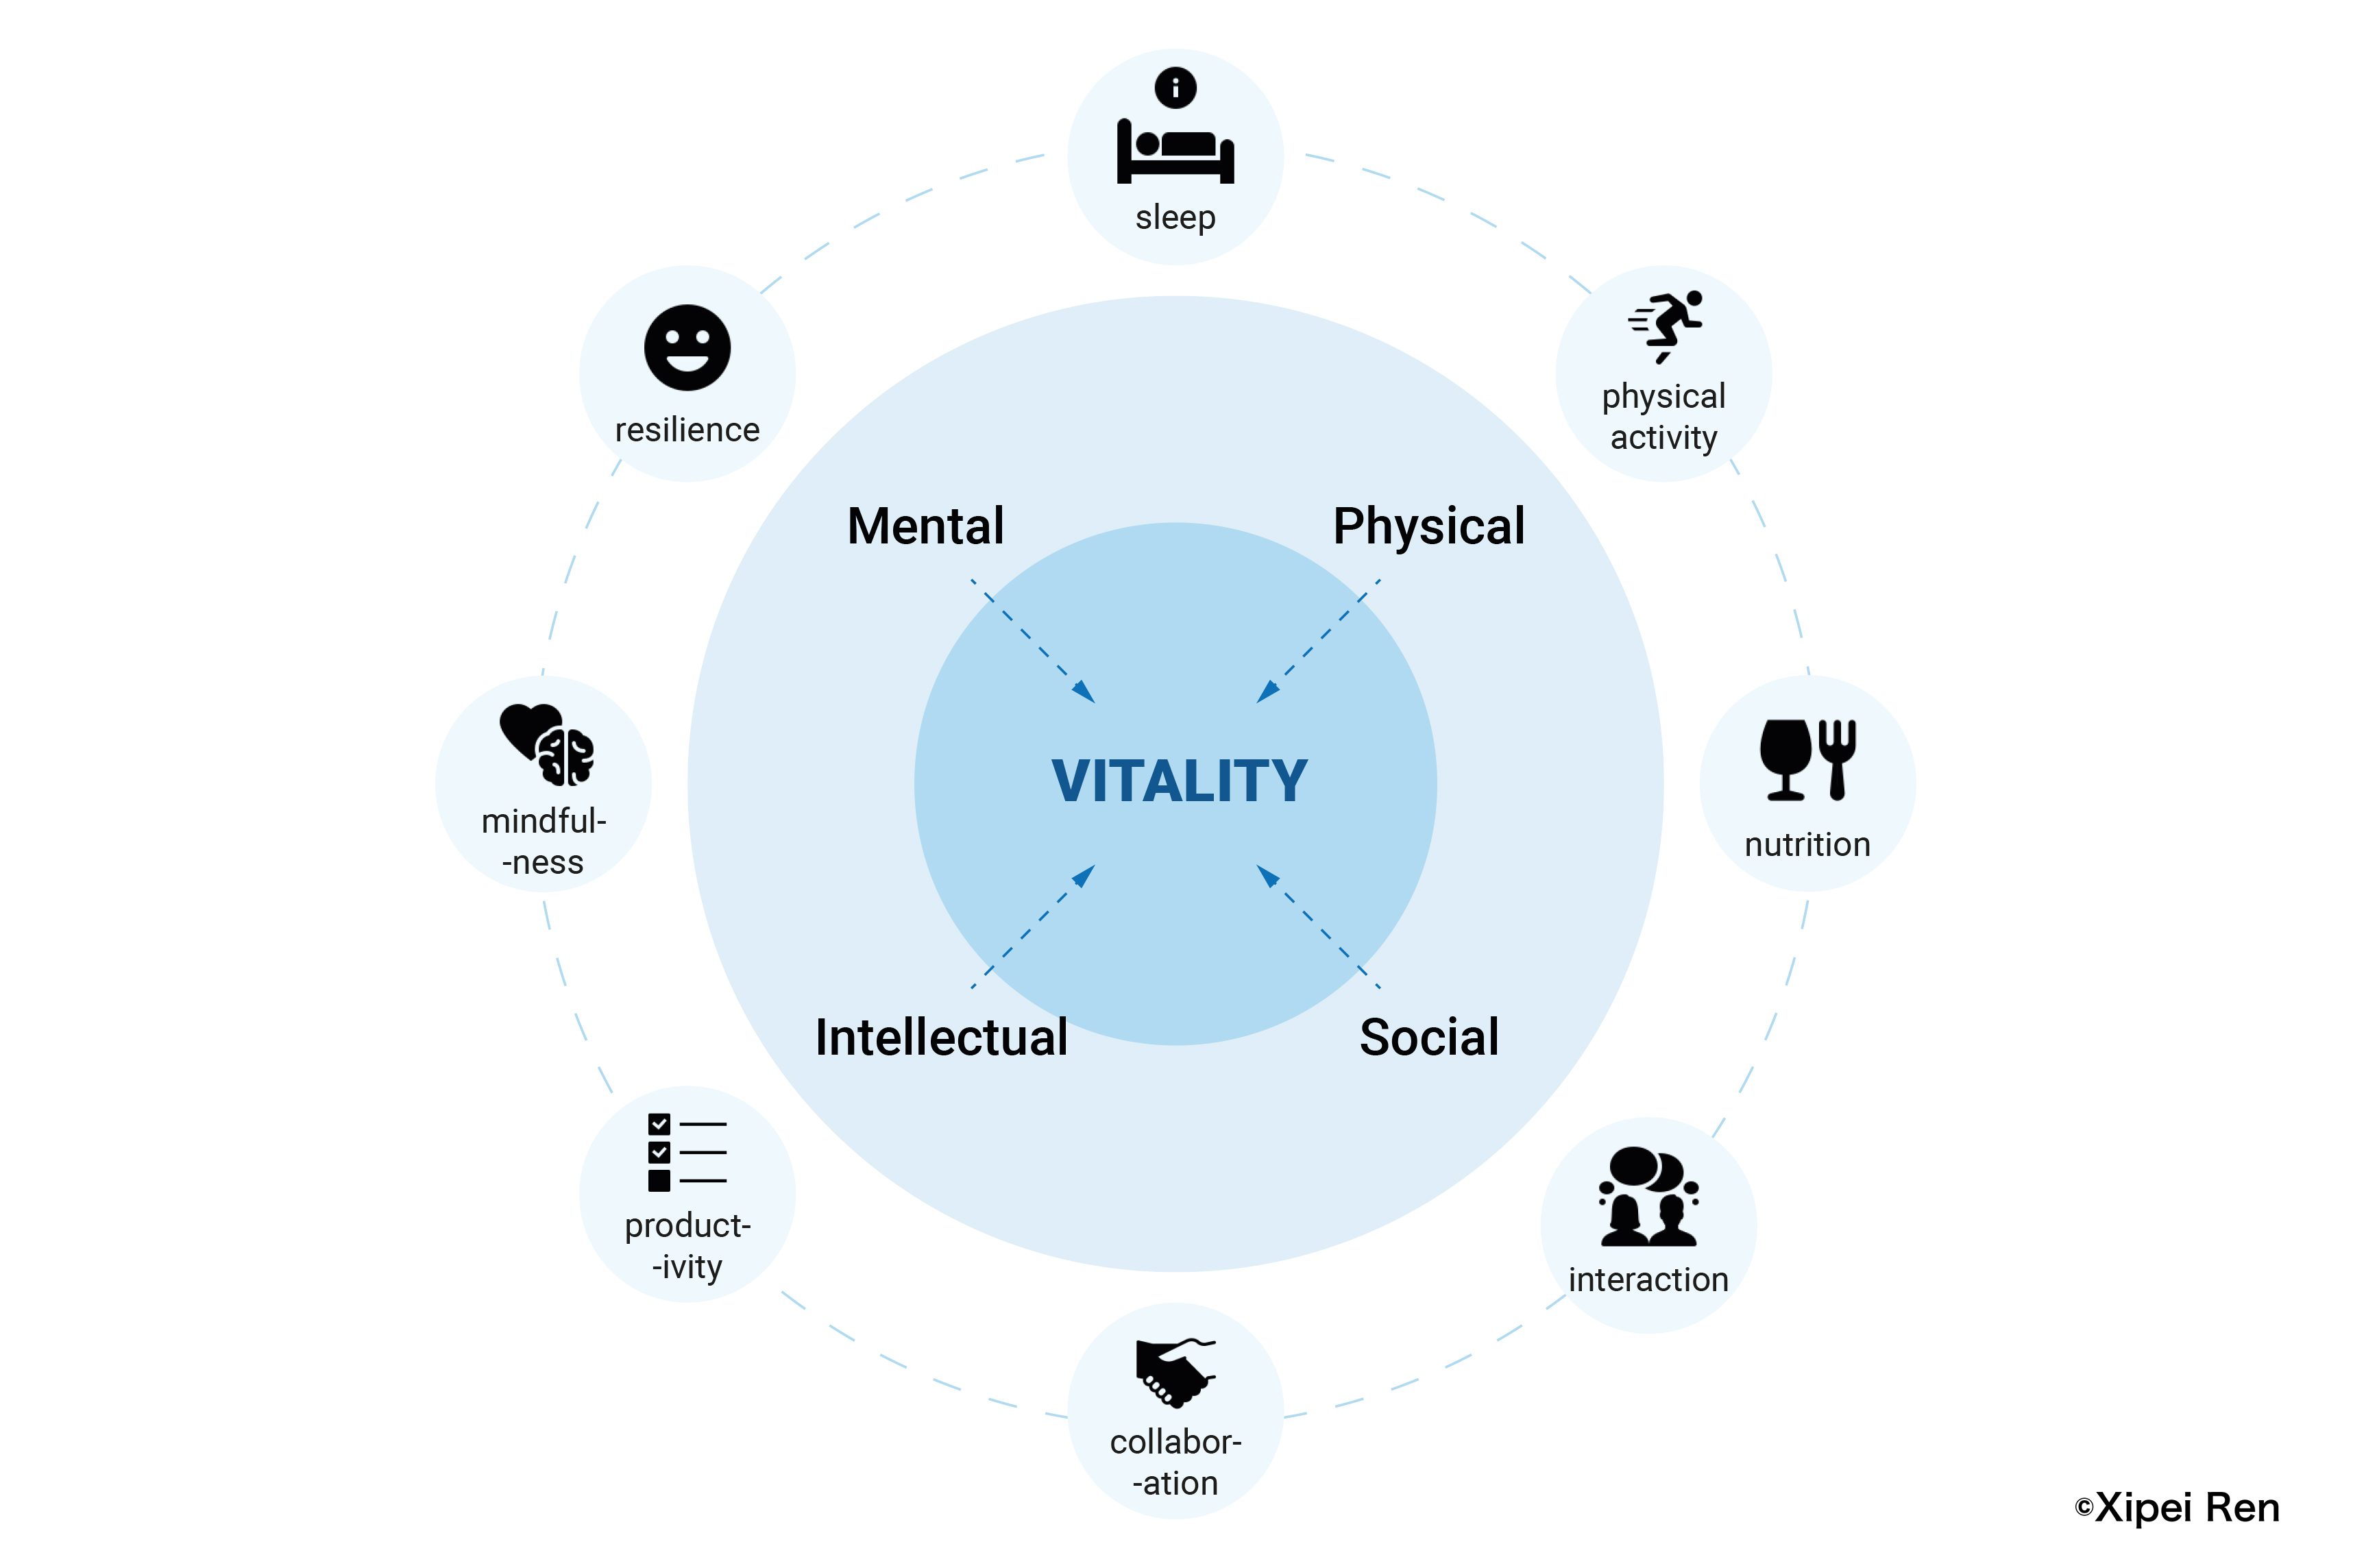 i
sleep
resilience
physical
activity
Mental
Physical
mindful-
-ness
VITALITY
nutrition
Intellectual
Social
product-
-ivity
interaction
collabor-
-ation
©Xipei Ren